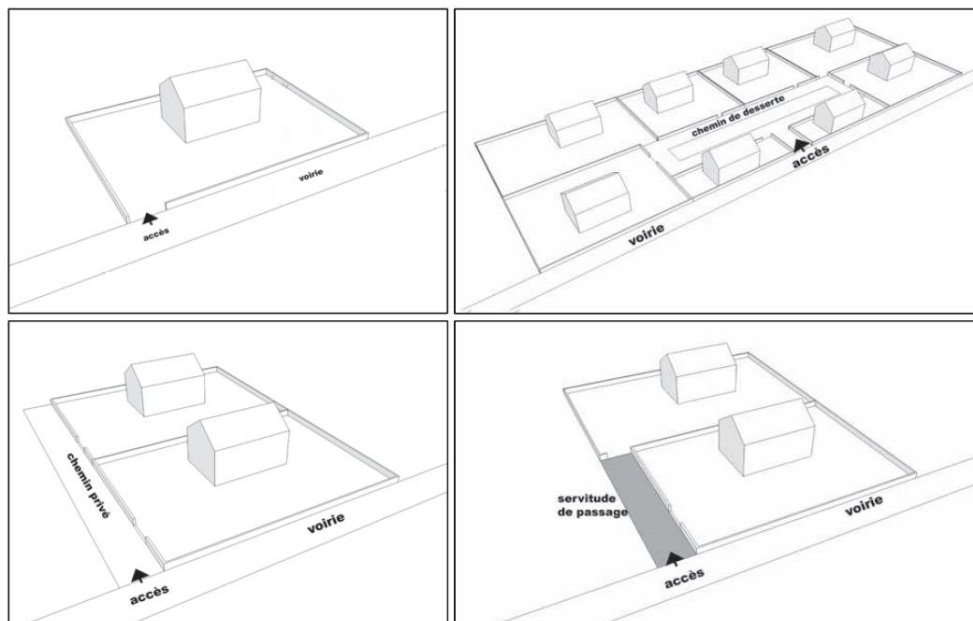 voirie
accès
chemin de desserte
accès
voirie
chemin privé
voirie
accès
servitude
de passage
voirie
accès